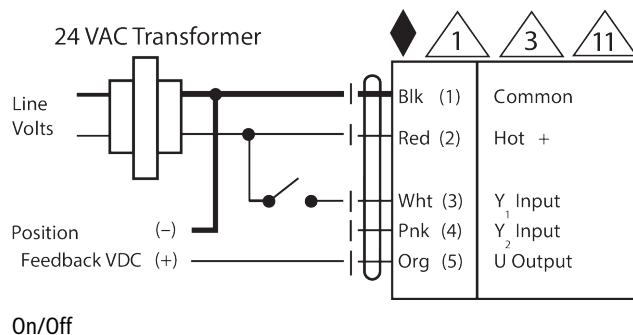 24 VAC Transformer
1 3 11
Line
Volts
Blk (1) Common
Red (2) Hot +
Wht (3) Y1 Input
Pnk (4) Y2 Input
Org (5) U Output
Position (–)
Feedback VDC (+)
On/Off